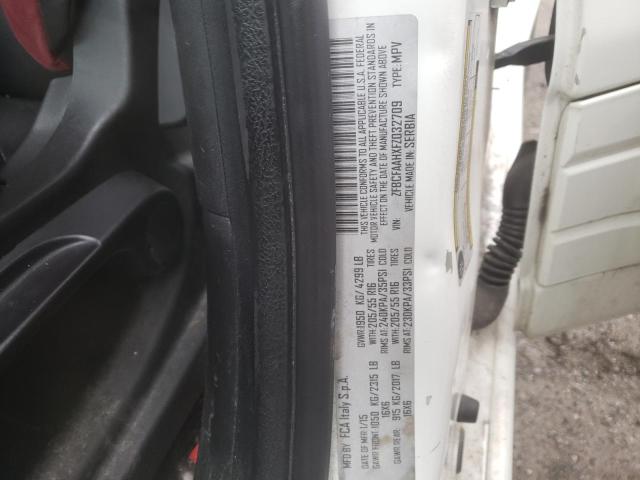 MFD BY: FCA Italy S.p.A.
DATE OF MFR 1/15 GVWR 1950 KG/ 4299 LB
GAWR FRONT: 1050 KG/2315 LB WITH 205/55 R16 TIRES
16X6 RIMS AT 240KPA/35PSI COLD
GAWR REAR: 915 KG/2017 LB WITH 205/55 R16 TIRES
16X6 RIMS AT 230KPA/33PSI COLD
THIS VEHICLE CONFORMS TO ALL APPLICABLE U.S.A. FEDERAL
MOTOR VEHICLE SAFETY AND THEFT PREVENTION STANDARDS IN
EFFECT ON THE DATE OF MANUFACTURE SHOWN ABOVE
VIN: ZFBCFAAHXFZ032709 TYPE: MPV
VEHICLE MADE IN: SERBIA